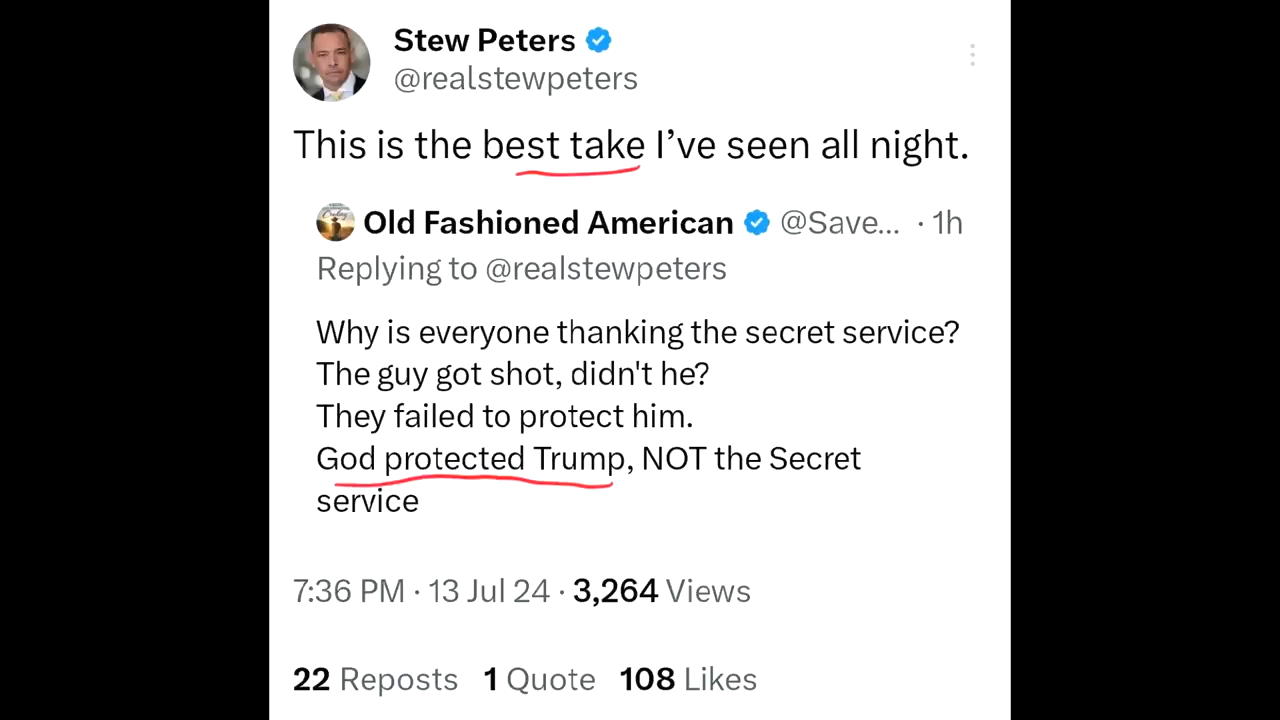 Stew Peters
@realstewpeters
This is the best take I’ve seen all night.
Old Fashioned American @Save... · 1h
Replying to @realstewpeters
Why is everyone thanking the secret service?
The guy got shot, didn't he?
They failed to protect him.
God protected Trump, NOT the Secret
service
7:36 PM · 13 Jul 24 · 3,264 Views
22 Reposts 1 Quote 108 Likes